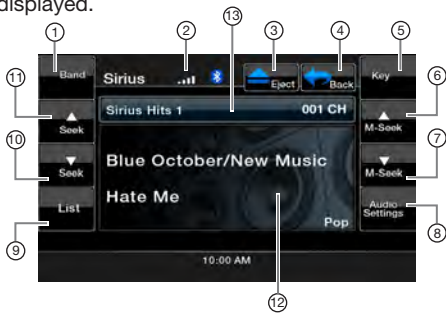 displayed.
1 2 13 3 4 5
Band Sirius Eject Back Key
11 Seek Sirius Hits 1 001 CH M-Seek 6
Blue October/New Music
10 Seek M-Seek 7
Hate Me
9 List Pop Audio Settings 8
10:00 AM
12